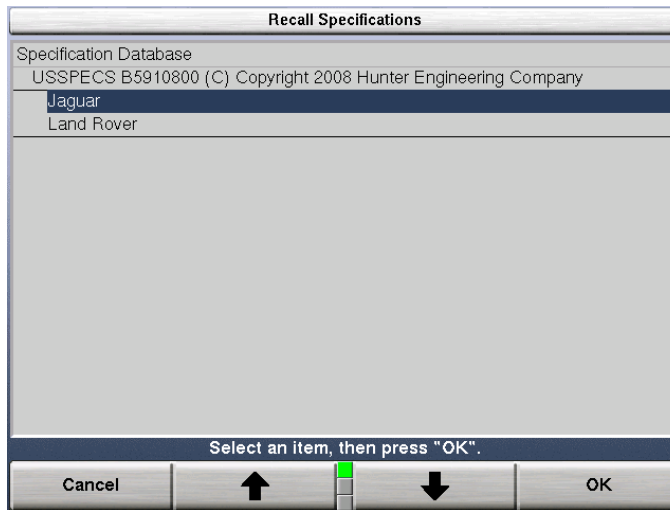 Recall Specifications
Specification Database
USSPECS B5910800 (C) Copyright 2008 Hunter Engineering Company
Jaguar
Land Rover
Select an item, then press "OK".
Cancel
OK